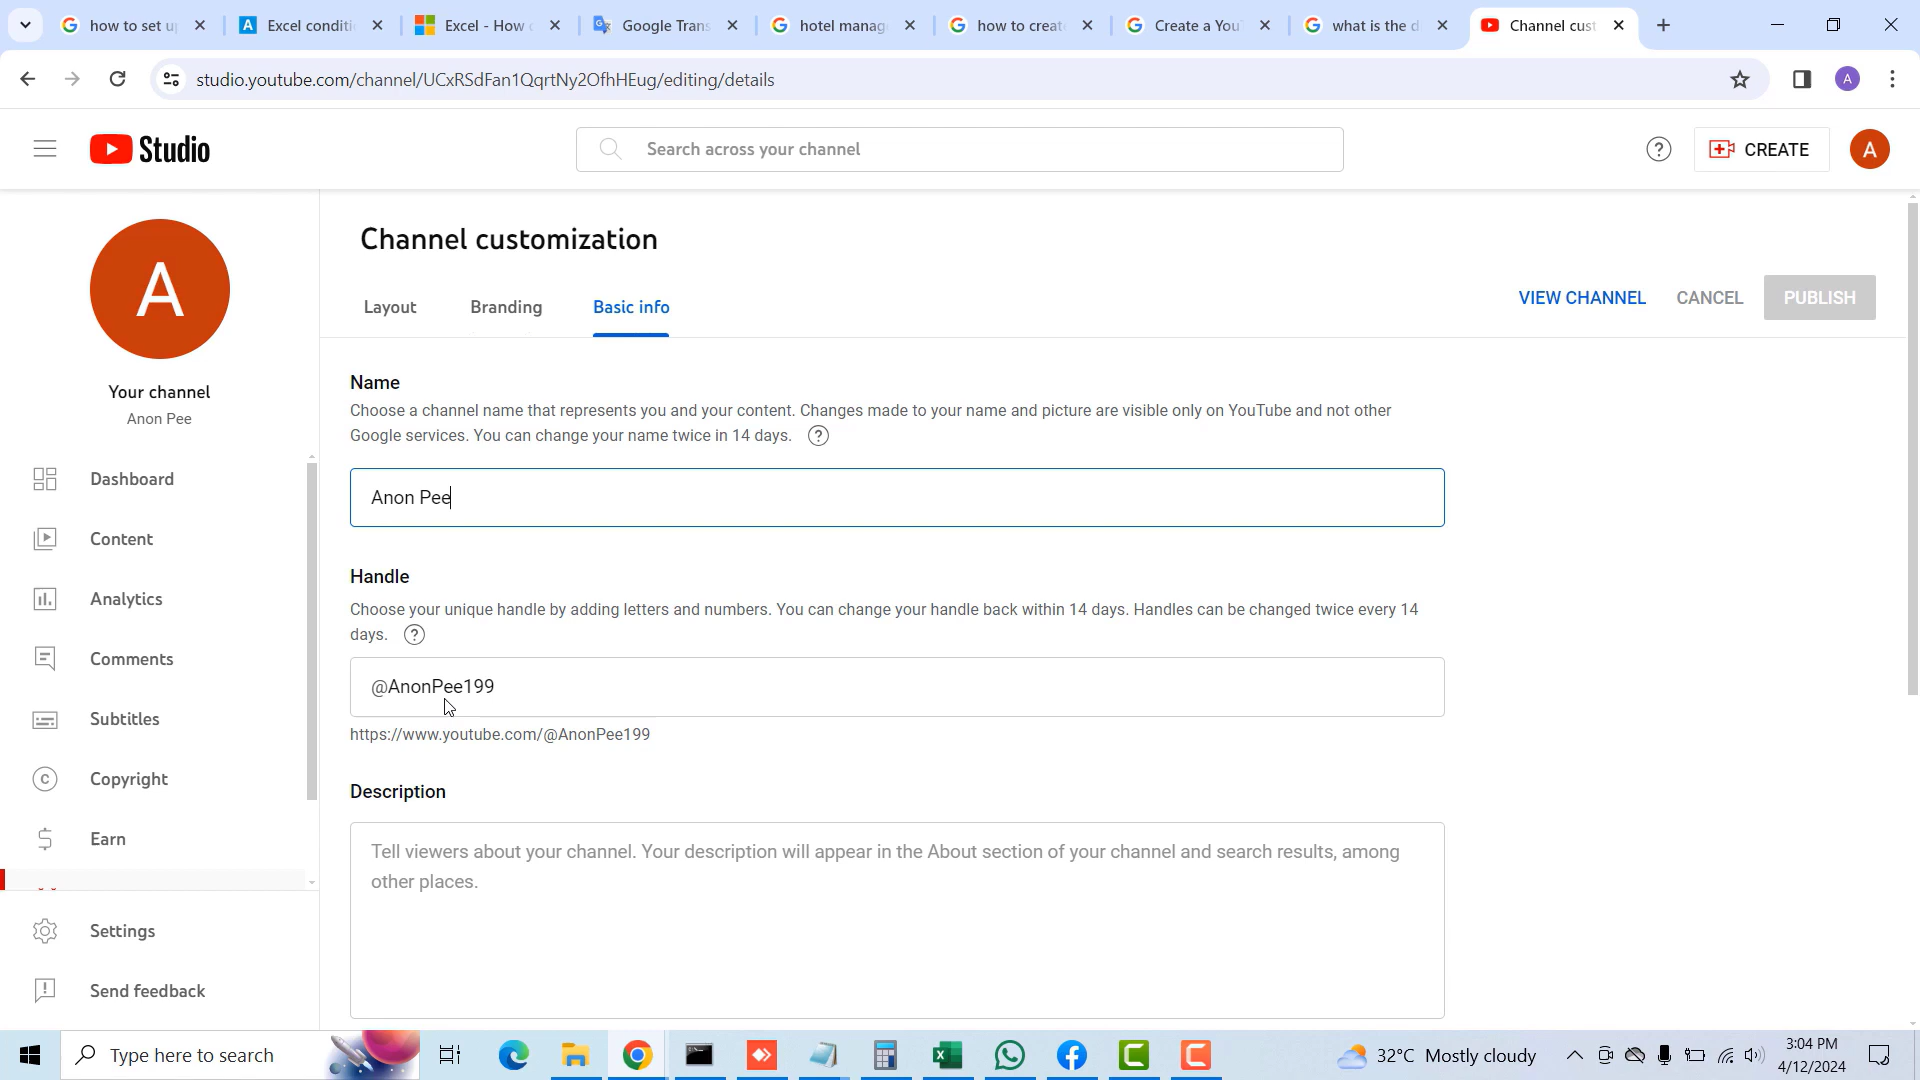 how to set u
Excel conditi
Excel - How
Google Trans
hotel manag
how to creat
Create a You
what is the d
Channel cust
studio.youtube.com/channel/UCxRSdFan1QqrtNy2OfhHEug/editing/details
A
Studio
Search across your channel
CREATE
A
A
Your channel
Anon Pee
Dashboard
Content
Analytics
Comments
Subtitles
Copyright
Earn
Settings
Send feedback
Channel customization
Layout
Branding
Basic info
VIEW CHANNEL
CANCEL
PUBLISH
Name
Choose a channel name that represents you and your content. Changes made to your name and picture are visible only on YouTube and not other
Google services. You can change your name twice in 14 days.
Anon Pee
Handle
Choose your unique handle by adding letters and numbers. You can change your handle back within 14 days. Handles can be changed twice every 14
days.
@AnonPee199
https://www.youtube.com/@AnonPee199
Description
Tell viewers about your channel. Your description will appear in the About section of your channel and search results, among
other places.
Type here to search
32°C Mostly cloudy
3:04 PM
4/12/2024